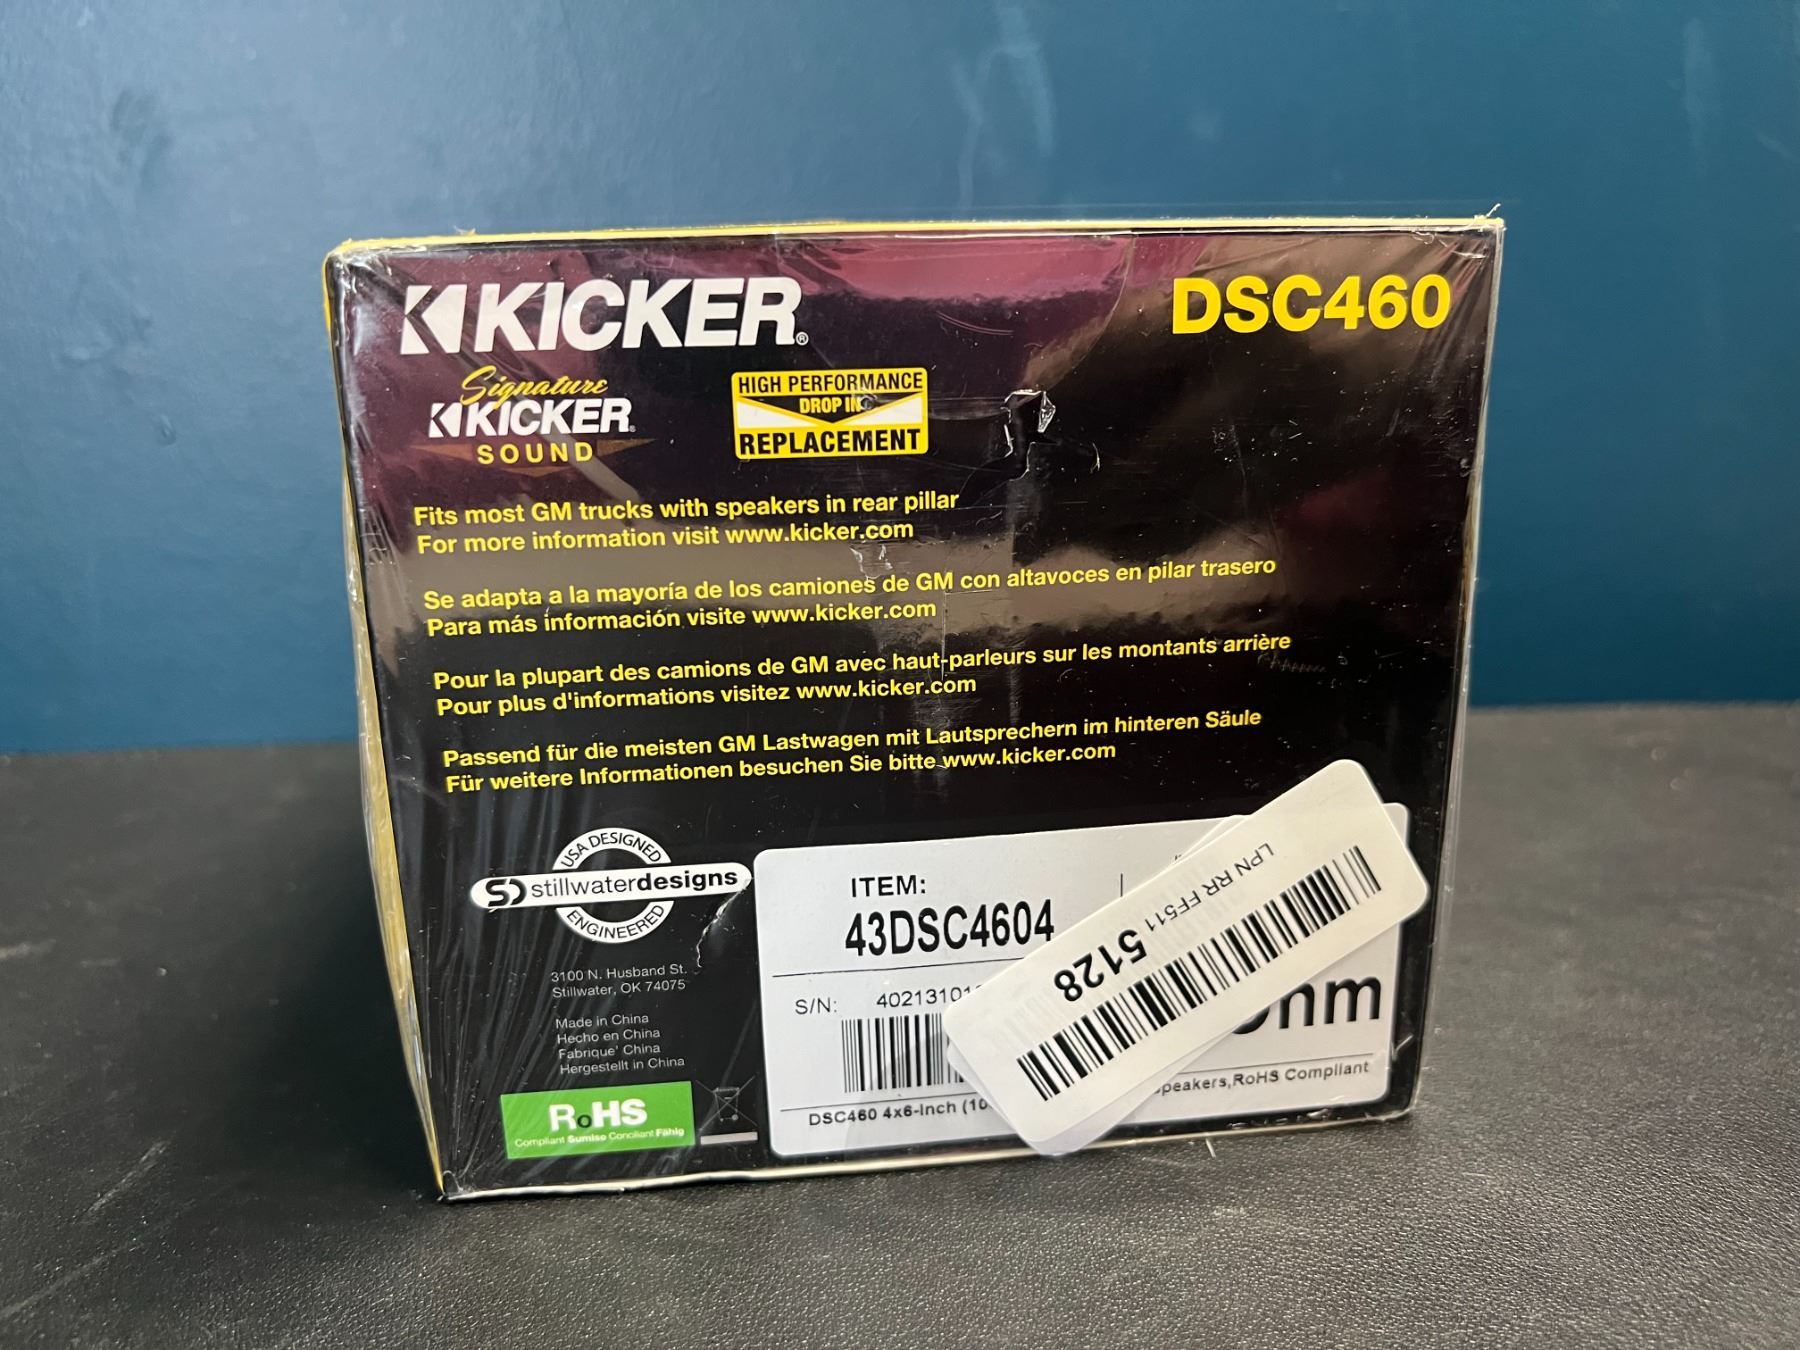 KICKER®
DSC460
Signature
KICKER®
SOUND
HIGH PERFORMANCE
DROP IN
REPLACEMENT
Fits most GM trucks with speakers in rear pillar
For more information visit www.kicker.com
Se adapta a la mayoría de los camiones de GM con altavoces en pilar trasero
Para más información visite www.kicker.com
Pour la plupart des camions de GM avec haut-parleurs sur les montants arrière
Pour plus d'informations visitez www.kicker.com
Passend für die meisten GM Lastwagen mit Lautsprechern im hinteren Säule
Für weitere Informationen besuchen Sie bitte www.kicker.com
USA DESIGNED
stillwaterdesigns
ENGINEERED
3100 N. Husband St.
Stillwater, OK 74075
Made in China
Hecho en China
Fabrique' China
Hergestellt in China
RoHS
Compliant Sumiso Conciliant Fähig
ITEM:
43DSC4604
S/N: 4021310
DSC460 4x6-Inch (10
peakers,RoHS Compliant
LPN RR FF511 5128